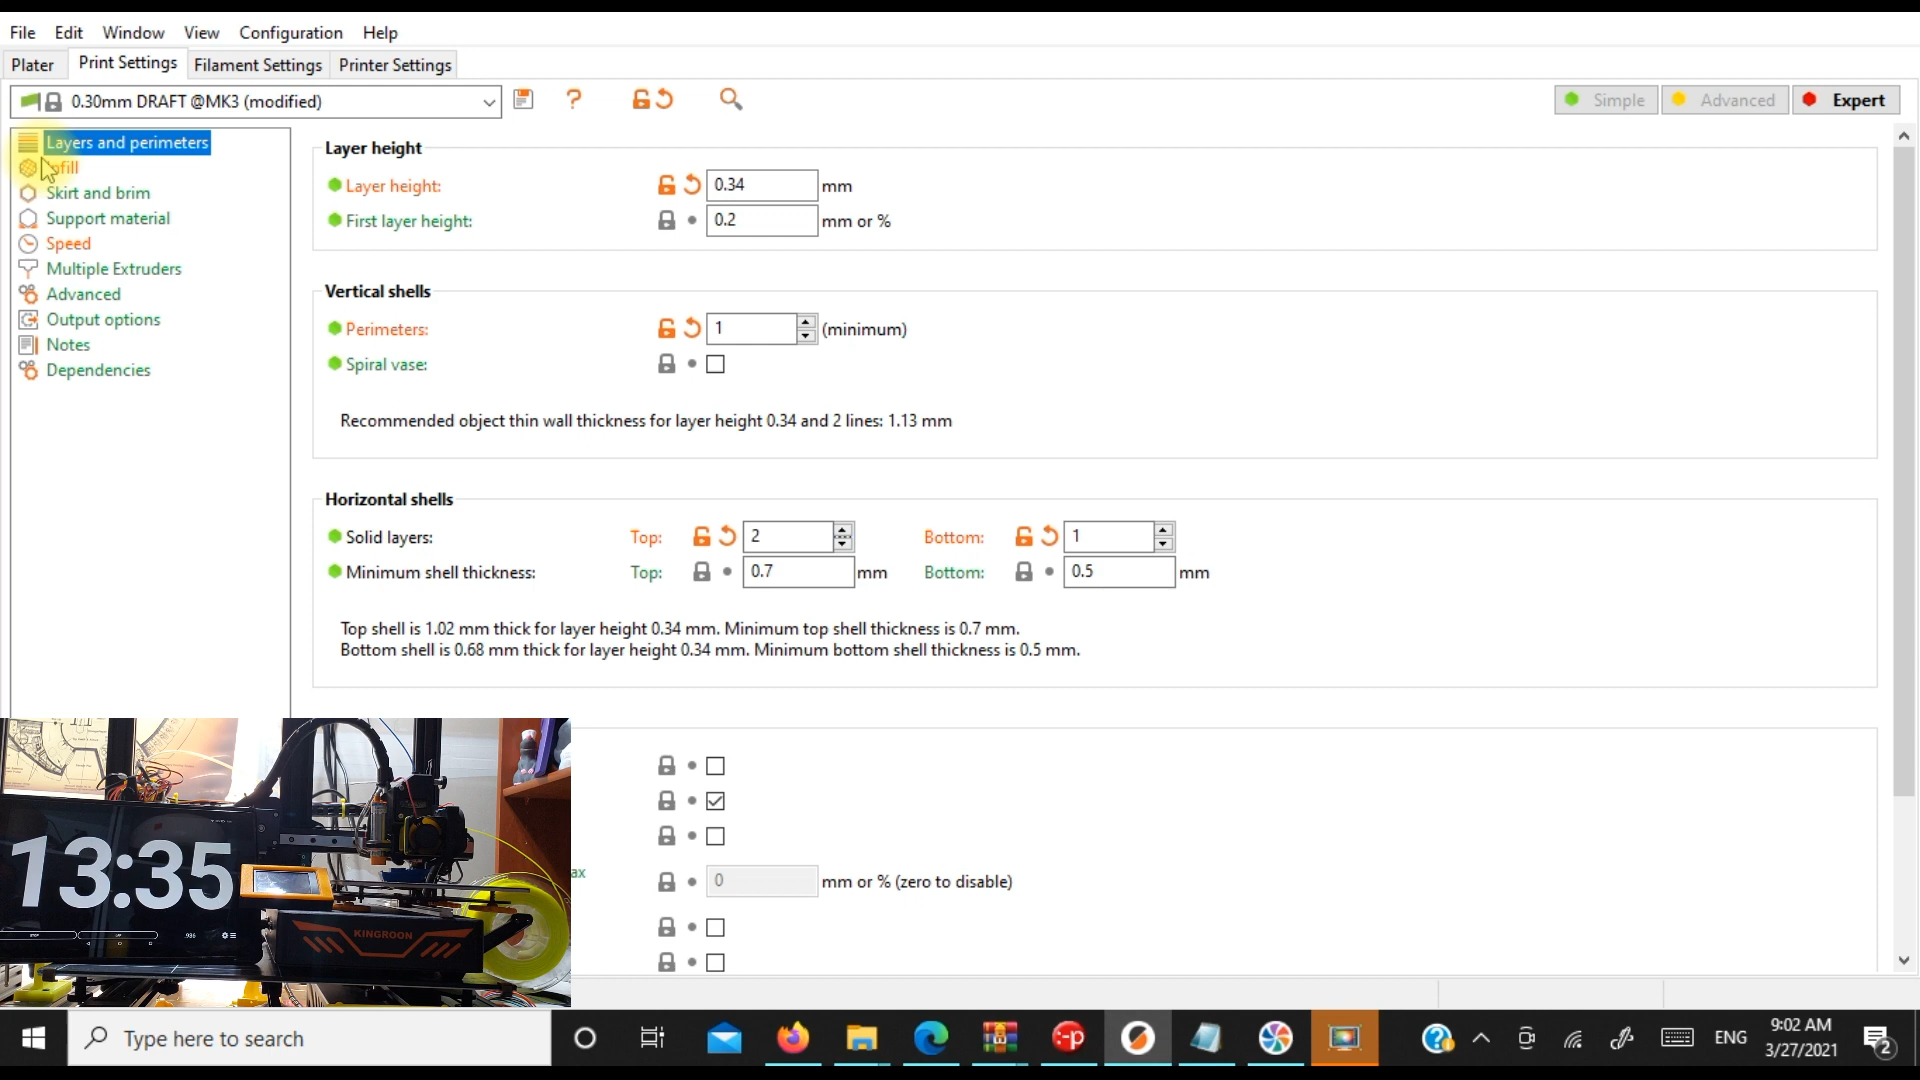 File Edit Window View Configuration Help
Plater Print Settings Filament Settings Printer Settings
0.30mm DRAFT @MK3 (modified) ? Simple Advanced Expert
Layers and perimeters
Infill
Skirt and brim
Support material
Speed
Multiple Extruders
Advanced
Output options
Notes
Dependencies
Layer height
Layer height: 0.34 mm
First layer height: 0.2 mm or %
Vertical shells
Perimeters: 1 (minimum)
Spiral vase:
Recommended object thin wall thickness for layer height 0.34 and 2 lines: 1.13 mm
Horizontal shells
Solid layers: Top: 2 Bottom: 1
Minimum shell thickness: Top: 0.7 mm Bottom: 0.5 mm
Top shell is 1.02 mm thick for layer height 0.34 mm. Minimum top shell thickness is 0.7 mm.
Bottom shell is 0.68 mm thick for layer height 0.34 mm. Minimum bottom shell thickness is 0.5 mm.
ax 0 mm or % (zero to disable)
13:35
KINGROON
Type here to search
ENG
9:02 AM
3/27/2021
2